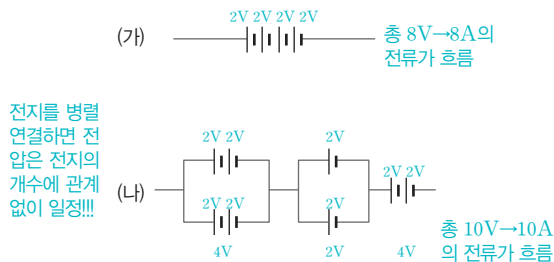 2V 2V 2V 2V
(가)
총 8V→8A의
전류가 흐름
전지를 병렬
연결하면 전
압은 전지의
개수에 관계
없이 일정!!!
(나)
2V 2V
2V
2V 2V
2V 2V
2V
4V
2V
4V
총 10V→10A
의 전류가 흐름